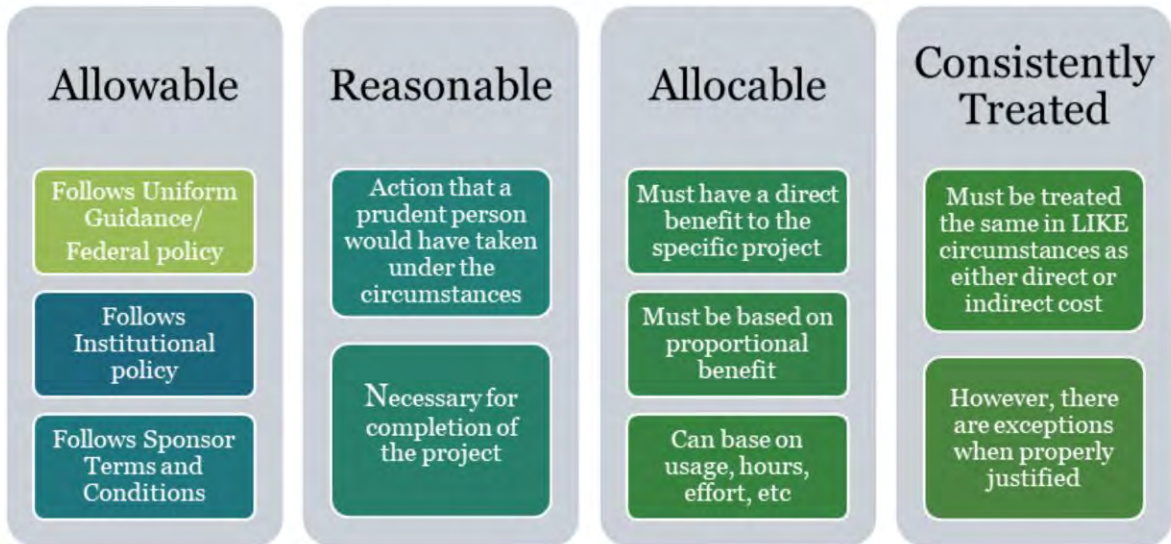 Allowable
Follows Uniform
Guidance/
Federal policy
Follows
Institutional
policy
Follows Sponsor
Terms and
Conditions
Reasonable
Action that a
prudent person
would have taken
under the
circumstances
Necessary for
completion of
the project
Allocable
Must have a direct
benefit to the
specific project
Must be based on
proportional
benefit
Can base on
usage, hours,
effort, etc
Consistently
Treated
Must be treated
the same in LIKE
circumstances as
either direct or
indirect cost
However, there
are exceptions
when properly
justified